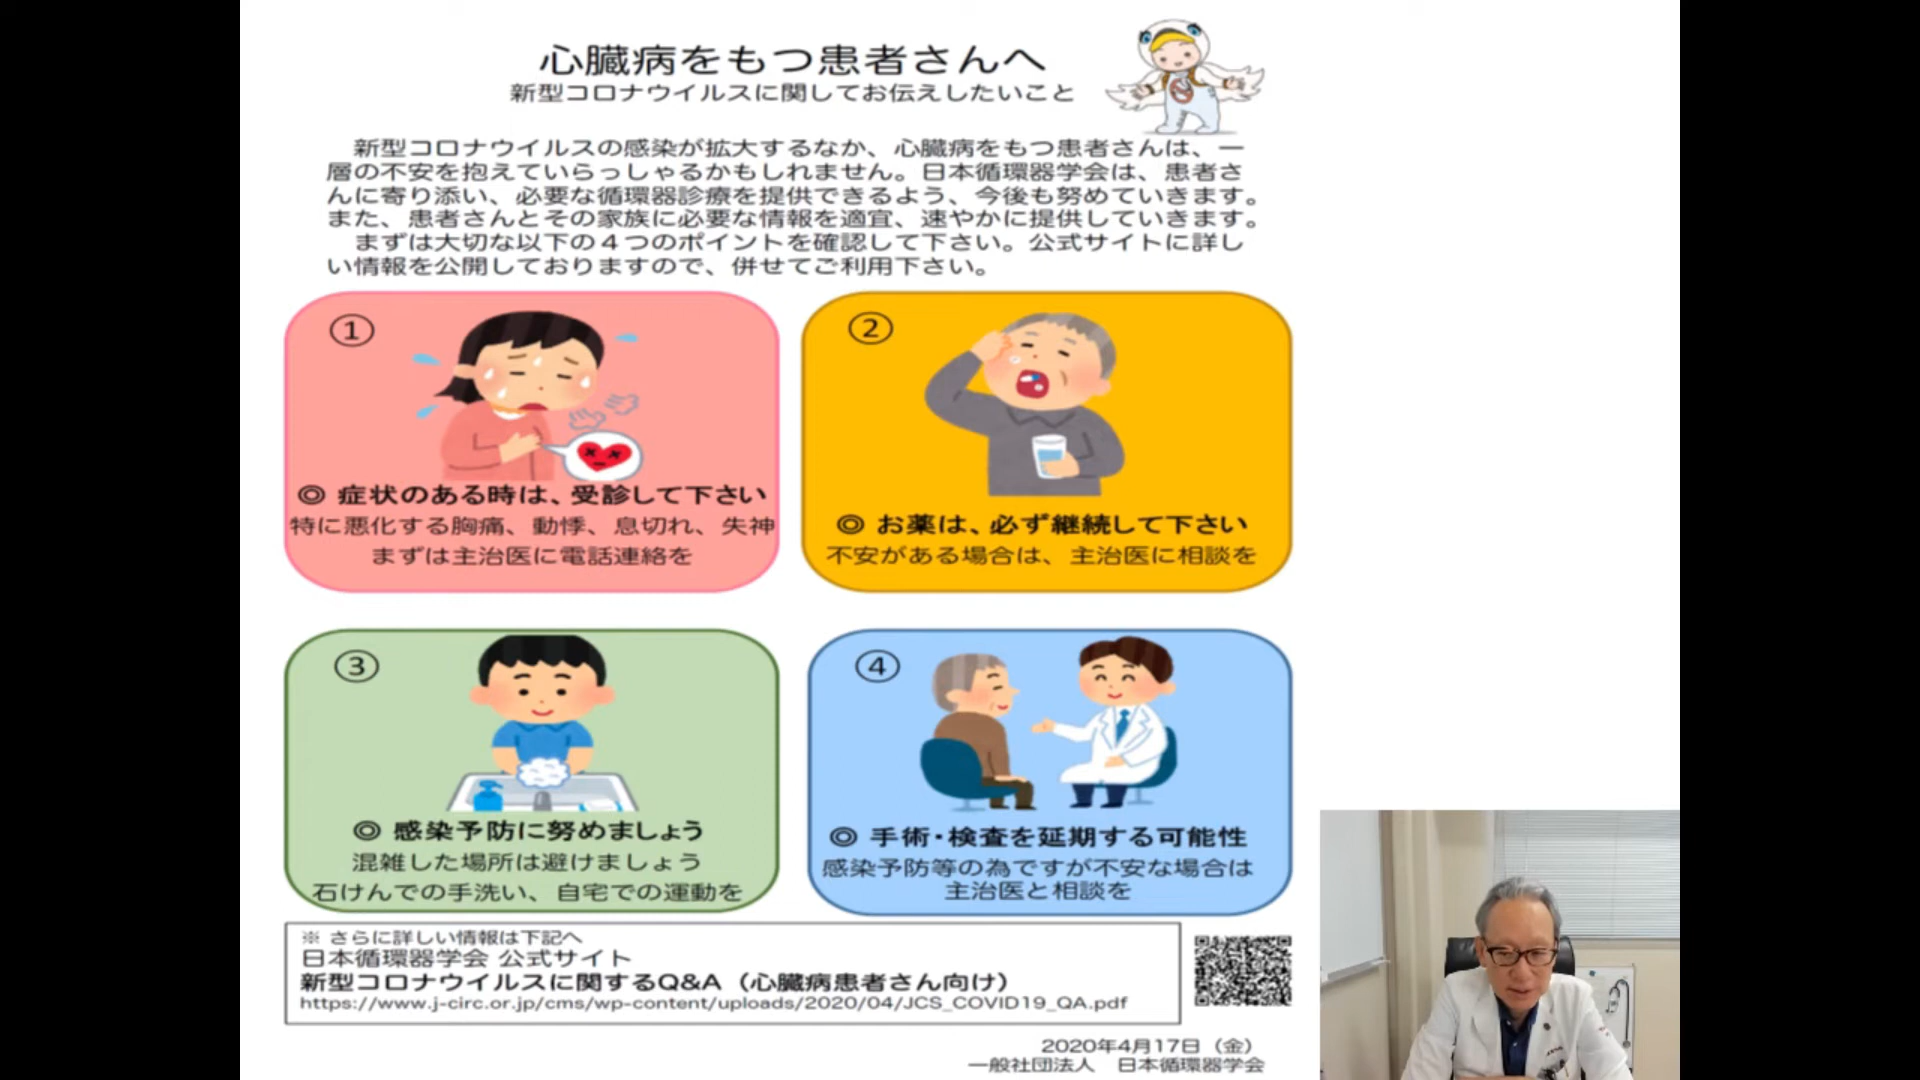 心臓病をもつ患者さんへ
新型コロナウイルスに関してお伝えしたいこと
新型コロナウイルスの感染が拡大するなか、心臓病をもつ患者さんは、一
層の不安を抱えていらっしゃるかもしれません。日本循環器学会は、患者さ
んに寄り添い、必要な循環器診療を提供できるよう、今後も努めていきます。
また、患者さんとその家族に必要な情報を適宜、速やかに提供していきます。
まずは大切な以下の４つのポイントを確認して下さい。公式サイトに詳し
い情報を公開しておりますので、併せてご利用下さい。
①
◎ 症状のある時は、受診して下さい
特に悪化する胸痛、動悸、息切れ、失神
まずは主治医に電話連絡を
②
◎ お薬は、必ず継続して下さい
不安がある場合は、主治医に相談を
③
◎ 感染予防に努めましょう
混雑した場所は避けましょう
石けんでの手洗い、自宅での運動を
④
◎ 手術・検査を延期する可能性
感染予防等の為ですが不安な場合は
主治医と相談を
※ さらに詳しい情報は下記へ
日本循環器学会 公式サイト
新型コロナウイルスに関するQ&A（心臓病患者さん向け）
https://www.j-circ.or.jp/cms/wp-content/uploads/2020/04/JCS_COVID19_QA.pdf
2020年4月17日（金）
一般社団法人　日本循環器学会